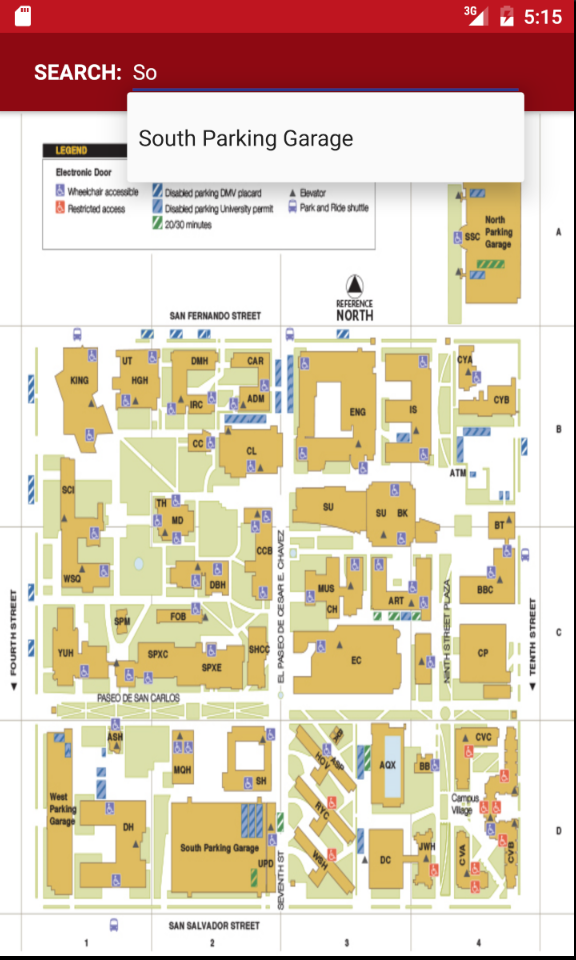 3G 5:15
SEARCH: So
South Parking Garage
LEGEND
Electronic Door
Wheelchair accessible
Restricted access
Disabled parking DMV placard
Disabled parking University permit
20/30 minutes
Elevator
Park and Ride shuttle
SSC
North
Parking
Garage
A
REFERENCE
NORTH
SAN FERNANDO STREET
KING
UT
HGH
DMH
CAR
IRC
ADM
ENG
IS
CYA
CYB
B
CC
CL
ATM
SCI
TH
MD
SU
SU
BK
BT
CCB
WSQ
DBH
MUS
CH
ART
BBC
FOURTH STREET
EL PASEO DE CESAR E. CHAVEZ
NINTH STREET PLAZA
TENTH STREET
SPM
FOB
YUH
SPXC
SPXE
SHCC
EC
CP
C
PASEO DE SAN CARLOS
ASH
MQH
SH
HOV
ASP
AQX
BB
CVC
West
Parking
Garage
DH
South Parking Garage
UPD
SEVENTH ST
RYC
WSH
DC
JWH
Campus
Village
CVA
CVB
D
SAN SALVADOR STREET
1
2
3
4